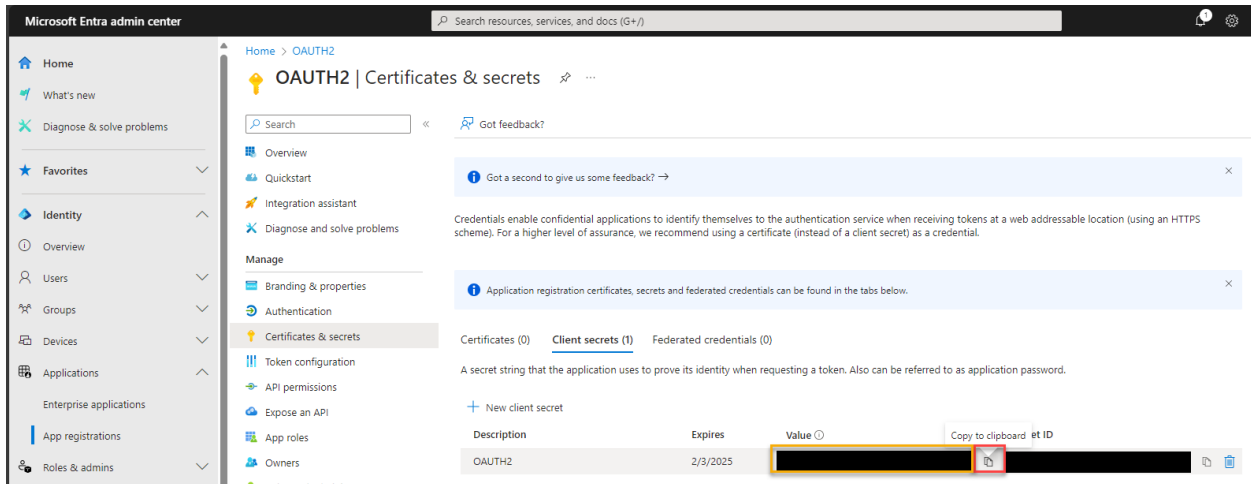 Microsoft Entra admin center
Search resources, services, and docs (G+/)
1
Home
What's new
Diagnose & solve problems
Favorites
Identity
Overview
Users
Groups
Devices
Applications
Enterprise applications
App registrations
Roles & admins
Home > OAUTH2
OAUTH2 | Certificates & secrets
Search
Overview
Quickstart
Integration assistant
Diagnose and solve problems
Manage
Branding & properties
Authentication
Certificates & secrets
Token configuration
API permissions
Expose an API
App roles
Owners
Got feedback?
Got a second to give us some feedback?
Credentials enable confidential applications to identify themselves to the authentication service when receiving tokens at a web addressable location (using an HTTPS
scheme). For a higher level of assurance, we recommend using a certificate (instead of a client secret) as a credential.
Application registration certificates, secrets and federated credentials can be found in the tabs below.
Certificates (0) Client secrets (1) Federated credentials (0)
A secret string that the application uses to prove its identity when requesting a token. Also can be referred to as application password.
New client secret
Description Expires Value Copy to clipboard et ID
OAUTH2 2/3/2025